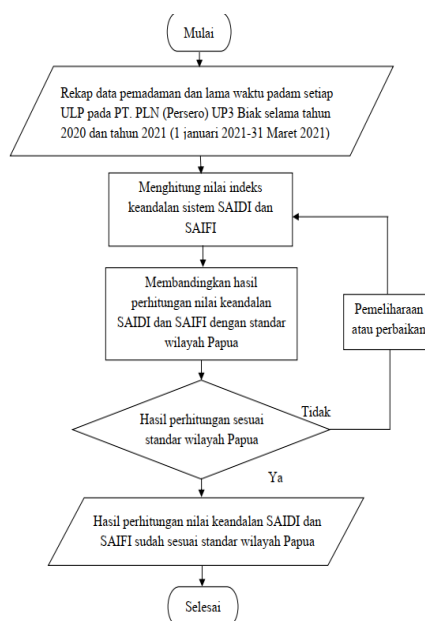 Mulai
Rekap data pemadaman dan lama waktu padam setiap
ULP pada PT. PLN (Persero) UP3 Biak selama tahun
2020 dan tahun 2021 (1 januari 2021-31 Maret 2021)
Menghitung nilai indeks
keandalan sistem SAIDI dan
SAIFI
Membandingkan hasil
perhitungan nilai keandalan
SAIDI dan SAIFI dengan standar
wilayah Papua
Pemeliharaan
atau perbaikan
Hasil perhitungan sesuai
standar wilayah Papua
Tidak
Ya
Hasil perhitungan nilai keandalan SAIDI dan
SAIFI sudah sesuai standar wilayah Papua
Selesai